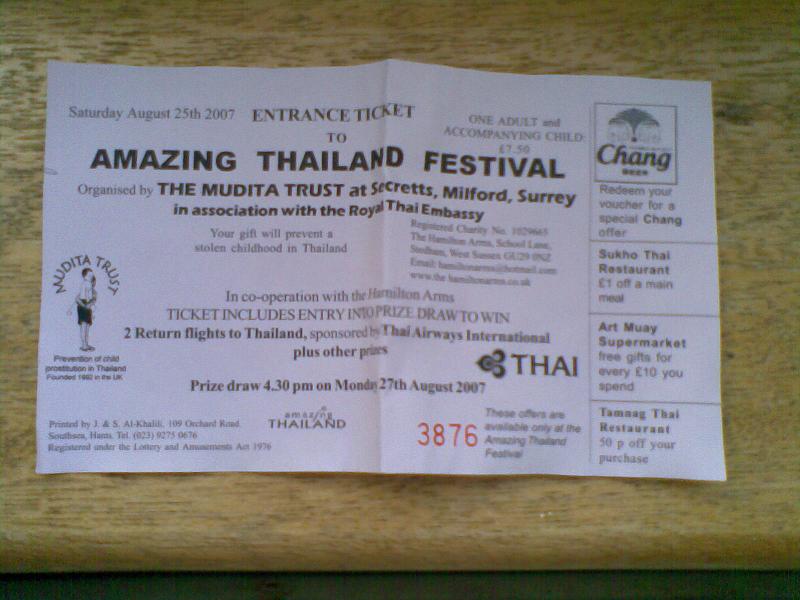 Saturday August 25th 2007 ENTRANCE TICKET
TO
AMAZING THAILAND FESTIVAL
ONE ADULT and
ACCOMPANYING CHILD:
£7.50
Organised by THE MUDITA TRUST at Secretts, Milford, Surrey
in association with the Royal Thai Embassy
Your gift will prevent a
stolen childhood in Thailand
Registered Charity No. 1029665
The Hamilton Arms, School Lane,
Stedham, West Sussex GU29 0NZ
Email: hamiltonarms@hotmail.com
www.the hamiltonarms.co.uk
MUDITA TRUST
Prevention of child
prostitution in Thailand
Founded 1992 in the UK
In co-operation with the Hamilton Arms
TICKET INCLUDES ENTRY INTO PRIZE DRAW TO WIN
2 Return flights to Thailand, sponsored by Thai Airways International
plus other prizes
THAI
Prize draw 4.30 pm on Monday 27th August 2007
Printed by J. & S. Al-Khalili, 109 Orchard Road.
Southsea, Hants. Tel. (023) 9275 0676
Registered under the Lottery and Amusements Act 1976
amazing
THAILAND
3876
These offers are
available only at the
Amazing Thailand
Festival
Chang
BEER
Redeem your
voucher for a
special Chang
offer
Sukho Thai
Restaurant
£1 off a main
meal
Art Muay
Supermarket
free gifts for
every £10 you
spend
Tamnag Thai
Restaurant
50 p off your
purchase